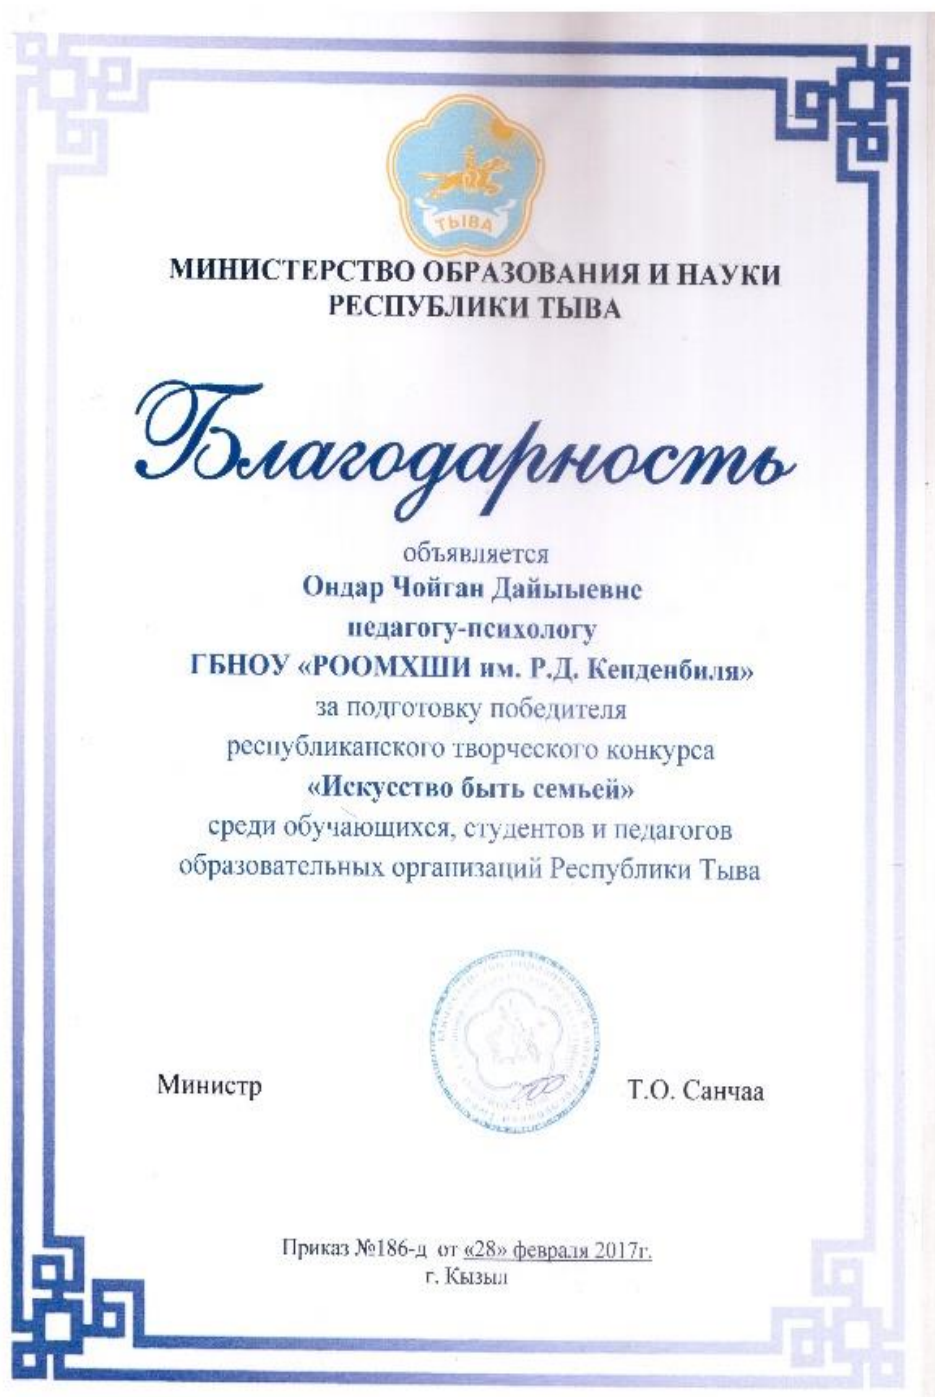 ТЫВА
МИНИСТЕРСТВО ОБРАЗОВАНИЯ И НАУКИ
РЕСПУБЛИКИ ТЫВА
Благодарность
объявляется
Ондар Чойган Дайыыевне
педагогу-психологу
ГБНОУ «РООМХШИ им. Р.Д. Кенденбиля»
за подготовку победителя
республиканского творческого конкурса
«Искусство быть семьей»
среди обучающихся, студентов и педагогов
образовательных организаций Республики Тыва
Министр Т.О. Санчаа
Приказ №186-д от «28» февраля 2017г.
г. Кызыл